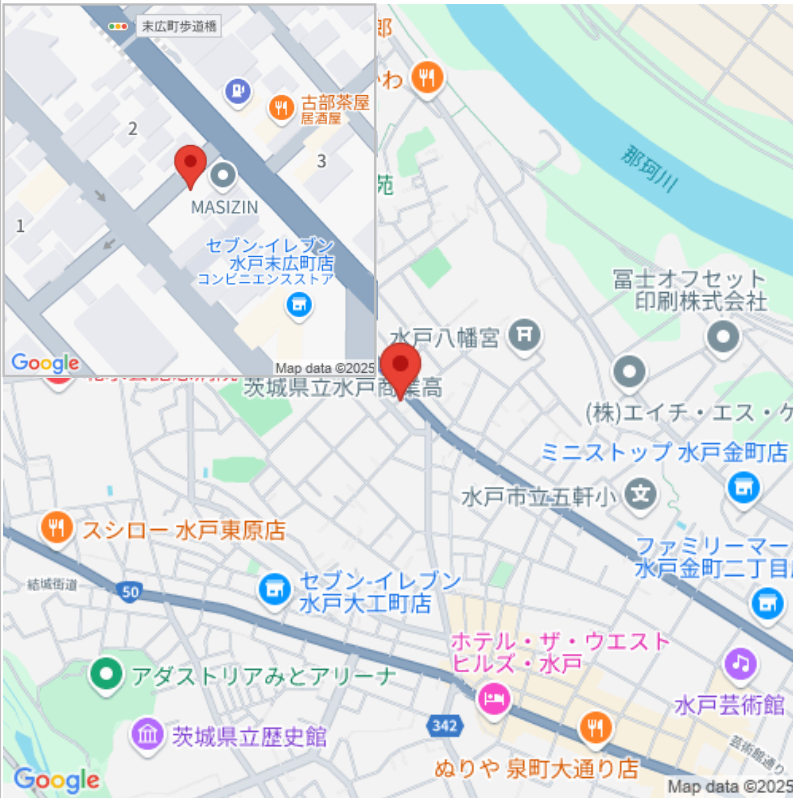 末広町歩道橋
古部茶屋
居酒屋
2
3
MASIZIN
1
セブン-イレブン
水戸末広町店
コンビニエンスストア
Google
Map data ©2025
郎
わ
苑
那珂川
冨士オフセット
印刷株式会社
水戸八幡宮
茨城県立水戸商業高
(株)エイチ・エス・ケ
ミニストップ 水戸金町店
水戸市立五軒小
スシロー 水戸東原店
ファミリーマー
水戸金町二丁目
結城街道
50
セブン-イレブン
水戸大工町店
ホテル・ザ・ウエスト
ヒルズ・水戸
アダストリアみとアリーナ
水戸芸術館
342
茨城県立歴史館
芸術館通り
ぬりや 泉町大通り店
Google
Map data ©2025